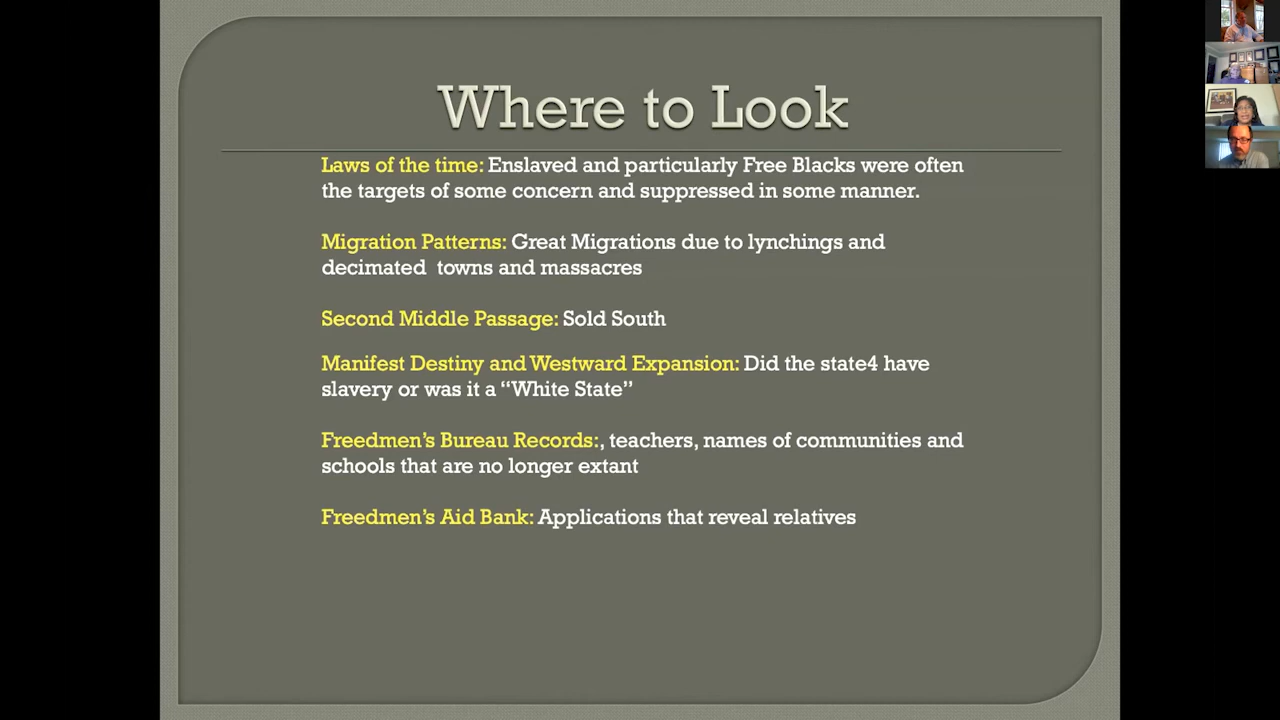 Where to Look
Laws of the time: Enslaved and particularly Free Blacks were often
the targets of some concern and suppressed in some manner.
Migration Patterns: Great Migrations due to lynchings and
decimated  towns and massacres
Second Middle Passage: Sold South
Manifest Destiny and Westward Expansion: Did the state4 have
slavery or was it a “White State”
Freedmen’s Bureau Records:, teachers, names of communities and
schools that are no longer extant
Freedmen’s Aid Bank: Applications that reveal relatives